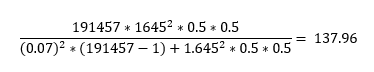 191457 * 1645² * 0.5 * 0.5
(0.07)² * (191457 − 1) + 1.645² * 0.5 * 0.5
= 137.96